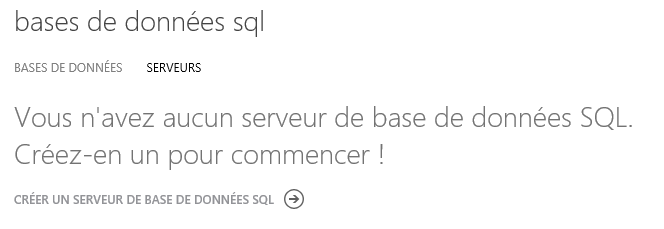 bases de données sql
BASES DE DONNÉES SERVEURS
Vous n'avez aucun serveur de base de données SQL.
Créez-en un pour commencer !
CRÉER UN SERVEUR DE BASE DE DONNÉES SQL